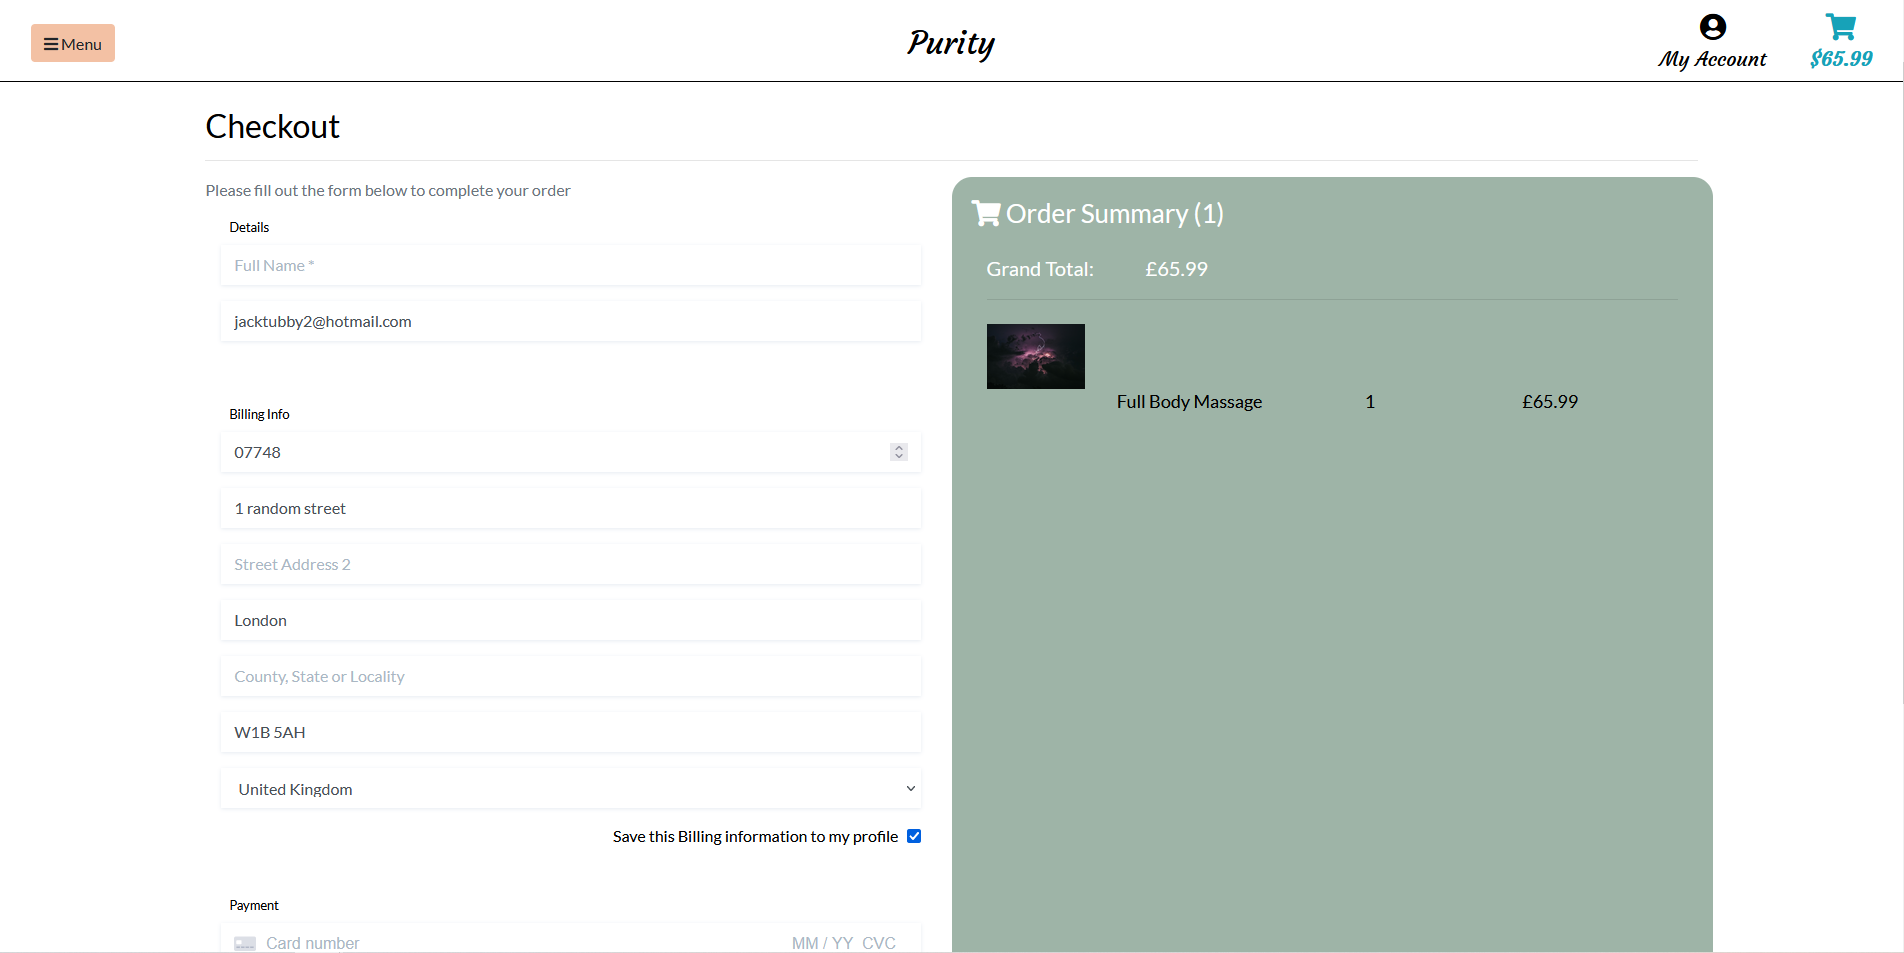 Menu
Purity
My Account
$65.99
Checkout
Please fill out the form below to complete your order
Details
Full Name *
jacktubby2@hotmail.com
Billing Info
07748
1 random street
Street Address 2
London
County, State or Locality
W1B 5AH
United Kingdom
Save this Billing information to my profile
Payment
Card number MM / YY CVC
Order Summary (1)
Grand Total: £65.99
Full Body Massage 1 £65.99